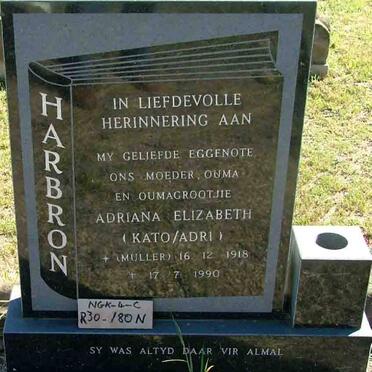 HARBRON
IN LIEFDEVOLLE
HERINNERING AAN
MY GELIEFDE EGGENOTE
ONS MOEDER, OUMA
EN OUMAGROOTJIE
ADRIANA ELIZABETH
(KATO/ADRI)
+ (MULLER) 16. 12. 1918
+ 17. 7. 1990
NGK-4-C
R30-180N
SY WAS ALTYD DAAR VIR ALMAL